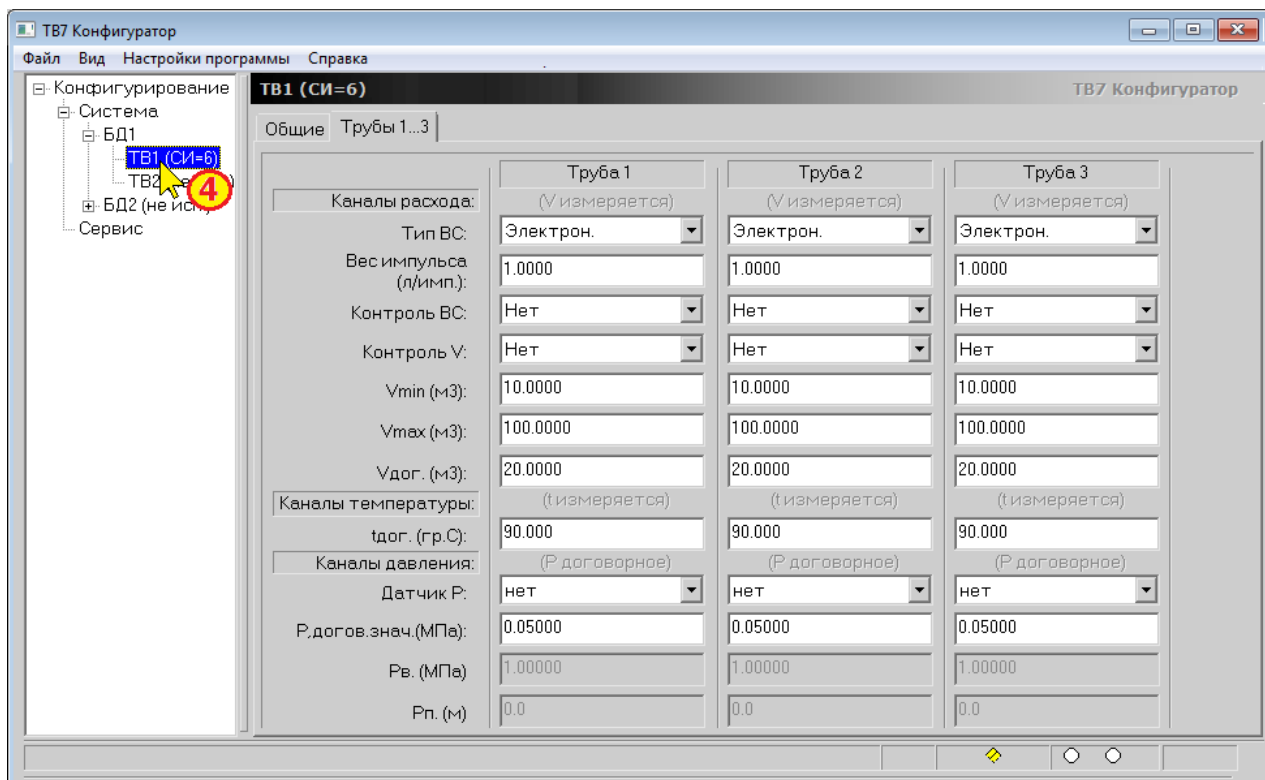 ТВ7 Конфигуратор
Файл Вид Настройки программы Справка
Конфигурирование
Система
БД1
ТВ1 (СИ=6)
ТВ2
4
БД2 (не исп.)
Сервис
ТВ1 (СИ=6) ТВ7 Конфигуратор
Общие Трубы 1...3
Труба 1 Труба 2 Труба 3
Каналы расхода: (V измеряется) (V измеряется) (V измеряется)
Тип ВС: Электрон. Электрон. Электрон.
Вес импульса
(л/имп.): 1.0000 1.0000 1.0000
Контроль ВС: Нет Нет Нет
Контроль V: Нет Нет Нет
Vmin (м3): 10.0000 10.0000 10.0000
Vmax (м3): 100.0000 100.0000 100.0000
Vдог. (м3): 20.0000 20.0000 20.0000
Каналы температуры: (t измеряется) (t измеряется) (t измеряется)
tдог. (гр.С): 90.000 90.000 90.000
Каналы давления: (Р договорное) (Р договорное) (Р договорное)
Датчик Р: нет нет нет
Р,догов.знач.(МПа): 0.05000 0.05000 0.05000
Рв. (МПа) 1.00000 1.00000 1.00000
Рп. (м) 0.0 0.0 0.0